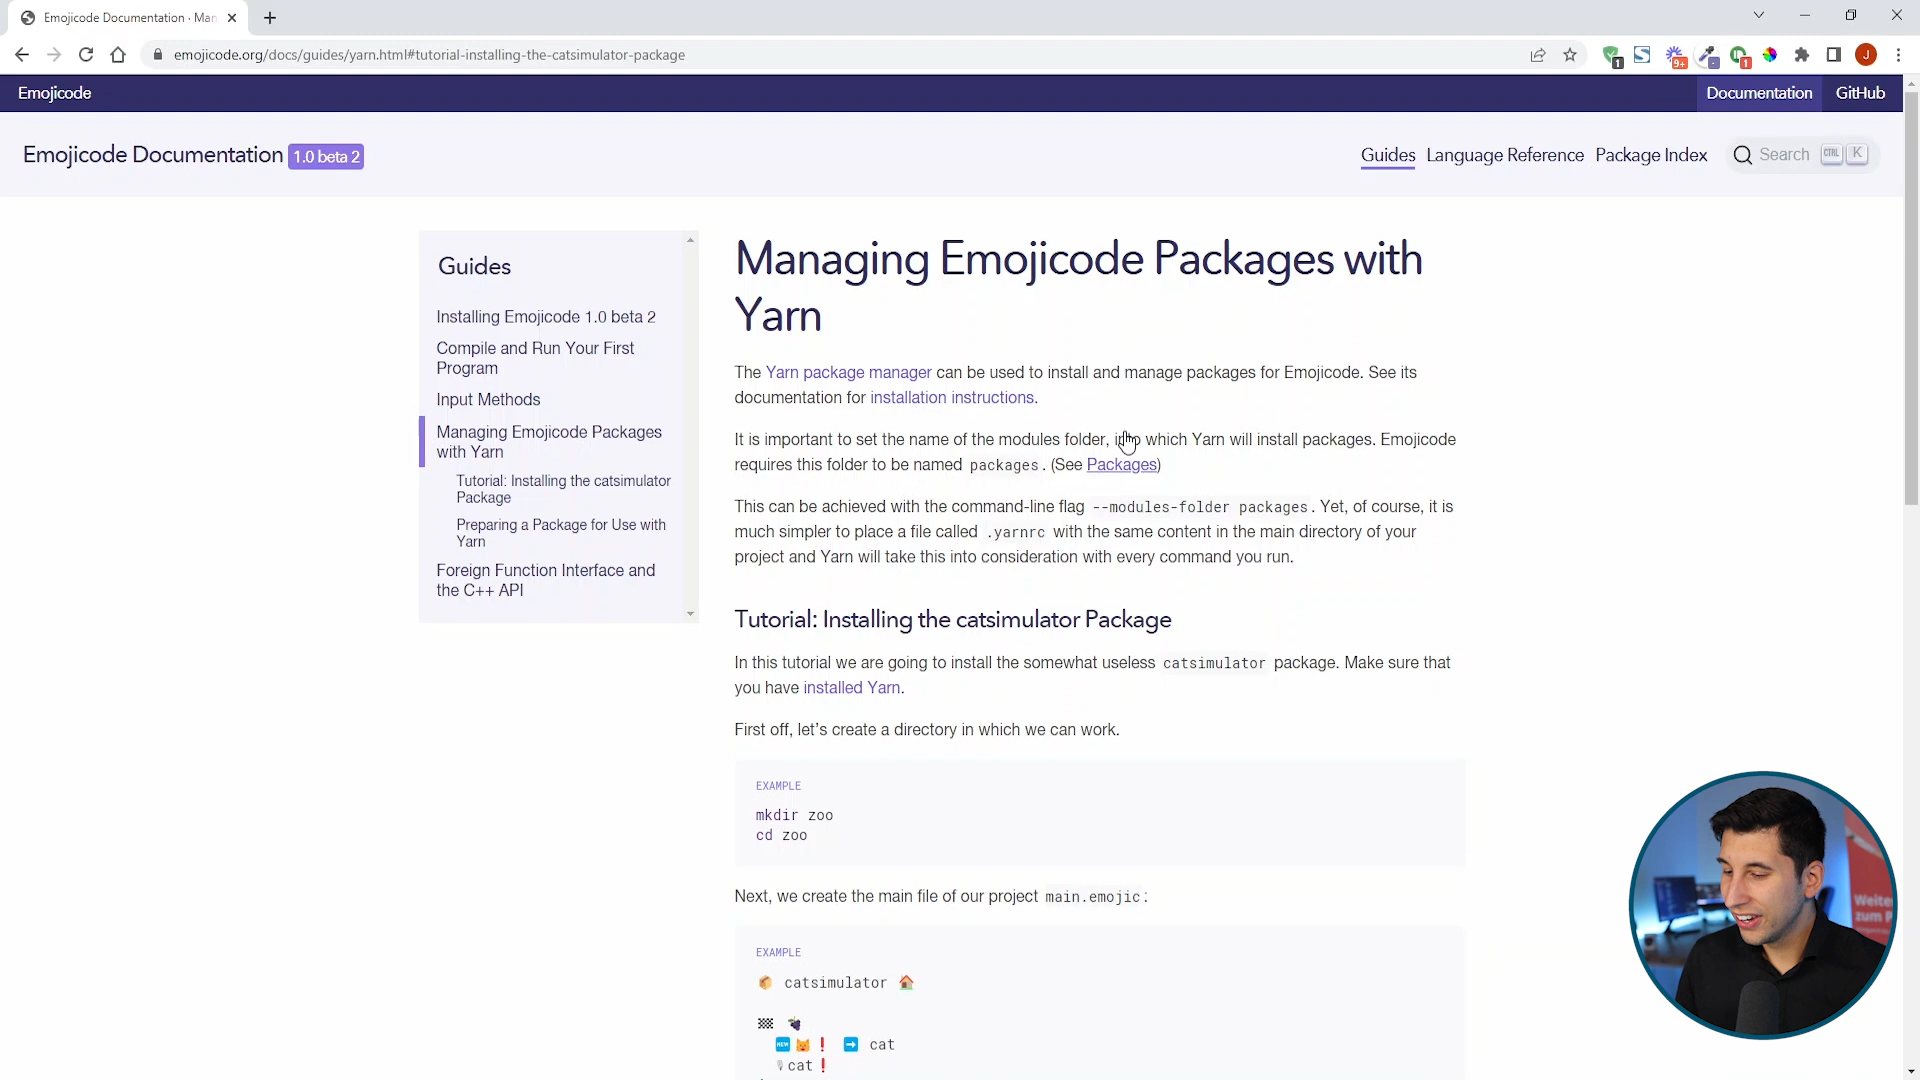 Emojicode Documentation · Man
emojicode.org/docs/guides/yarn.html#tutorial-installing-the-catsimulator-package
1
9+
1
J
Emojicode
Documentation
GitHub
Emojicode Documentation 1.0 beta 2
Guides
Language Reference
Package Index
Search CTRL K
Guides
Installing Emojicode 1.0 beta 2
Compile and Run Your First
Program
Input Methods
Managing Emojicode Packages
with Yarn
Tutorial: Installing the catsimulator
Package
Preparing a Package for Use with
Yarn
Foreign Function Interface and
the C++ API
Managing Emojicode Packages with
Yarn
The Yarn package manager can be used to install and manage packages for Emojicode. See its
documentation for installation instructions.
It is important to set the name of the modules folder, into which Yarn will install packages. Emojicode
requires this folder to be named packages. (See Packages)
This can be achieved with the command-line flag --modules-folder packages. Yet, of course, it is
much simpler to place a file called .yarnrc with the same content in the main directory of your
project and Yarn will take this into consideration with every command you run.
Tutorial: Installing the catsimulator Package
In this tutorial we are going to install the somewhat useless catsimulator package. Make sure that
you have installed Yarn.
First off, let's create a directory in which we can work.
EXAMPLE
mkdir zoo
cd zoo
Next, we create the main file of our project main.emojic:
EXAMPLE
📦 catsimulator 🏠
🏁 🍇
🆕🐱❗ ➡️ cat
cat❗
Weite
zum P